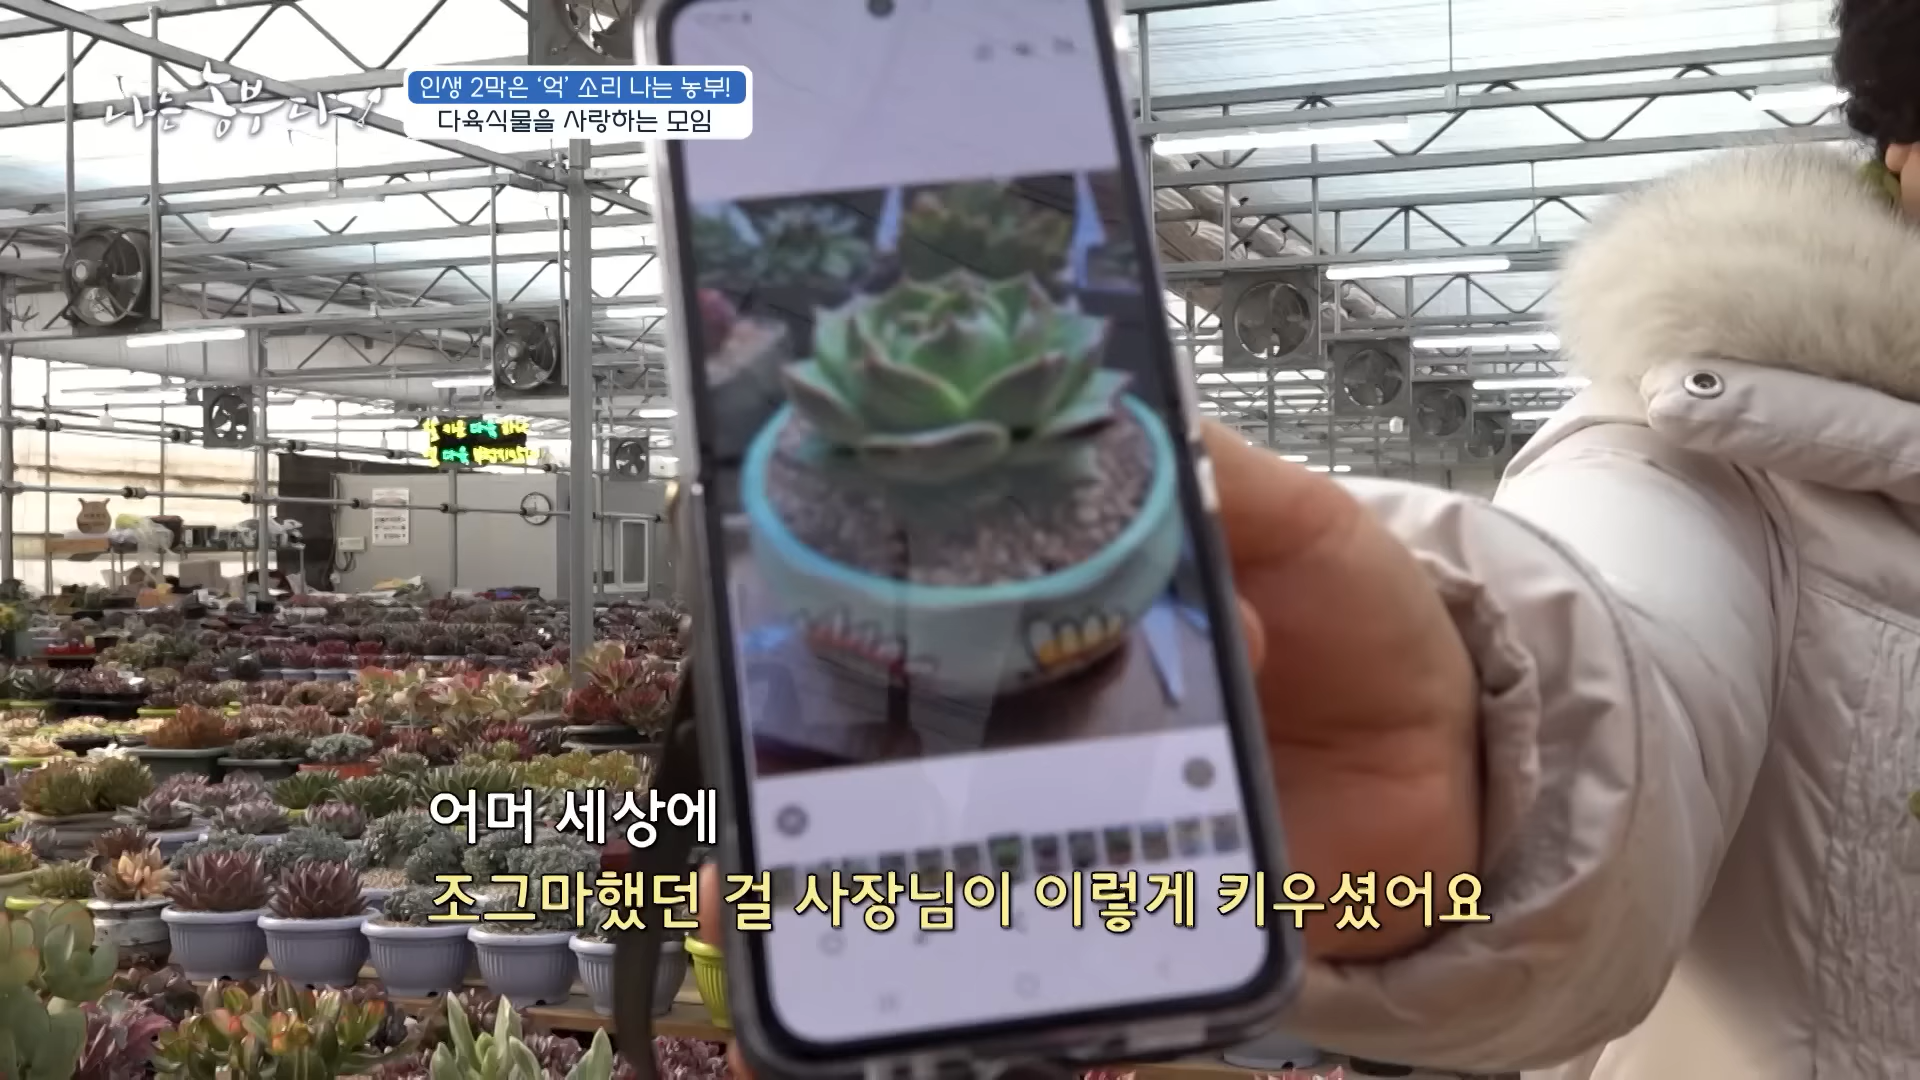 나는 농부다
인생 2막은 ‘억’ 소리 나는 농부!
다육식물을 사랑하는 모임
어머 세상에
조그마했던 걸 사장님이 이렇게 키우셨어요